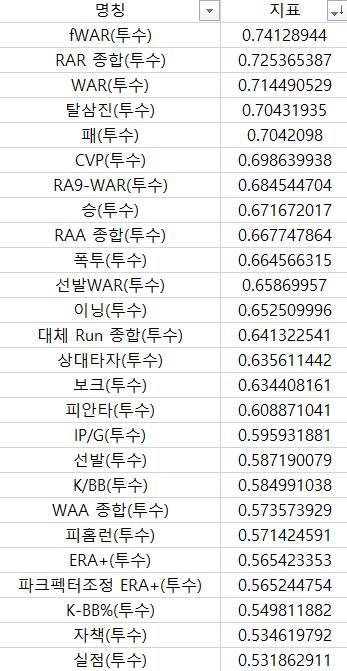 명칭 지표
fWAR(투수) 0.74128944
RAR 종합(투수) 0.725365387
WAR(투수) 0.714490529
탈삼진(투수) 0.70431935
패(투수) 0.7042098
CVP(투수) 0.698639938
RA9-WAR(투수) 0.684544704
승(투수) 0.671672017
RAA 종합(투수) 0.667747864
폭투(투수) 0.664566315
선발WAR(투수) 0.65869957
이닝(투수) 0.652509996
대체 Run 종합(투수) 0.641322541
상대타자(투수) 0.635611442
보크(투수) 0.634408161
피안타(투수) 0.608871041
IP/G(투수) 0.595931881
선발(투수) 0.587190079
K/BB(투수) 0.584991038
WAA 종합(투수) 0.573573929
피홈런(투수) 0.571424591
ERA+(투수) 0.565423353
파크펙터조정 ERA+(투수) 0.565244754
K-BB%(투수) 0.549811882
자책(투수) 0.534619792
실점(투수) 0.531862911